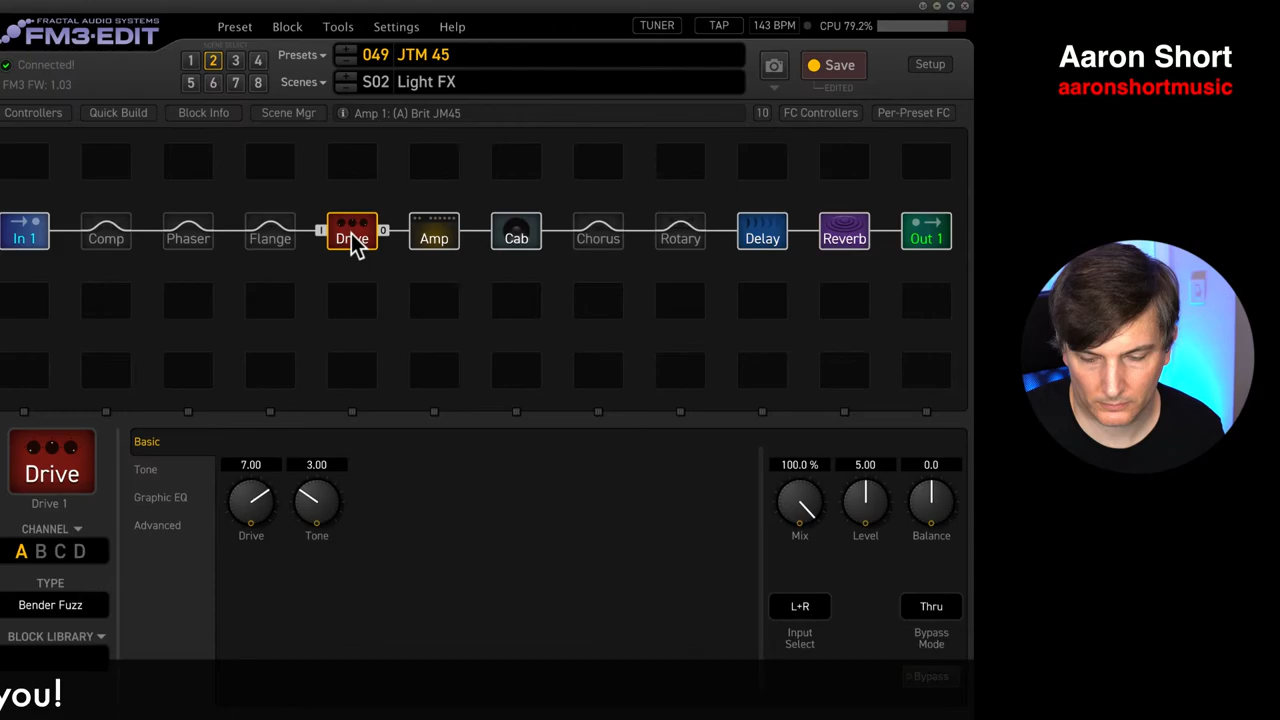 FRACTAL AUDIO SYSTEMS
FM3-EDIT
Preset Block Tools Settings Help
TUNER TAP 143 BPM CPU 79.2%
Connected!
FM3 FW: 1.03
SCENE SELECT
1 2 3 4
5 6 7 8
Presets
Scenes
049 JTM 45
S02 Light FX
Save
EDITED
Setup
Controllers Quick Build Block Info Scene Mgr Amp 1: (A) Brit JM45 10 FC Controllers Per-Preset FC
In 1 Comp Phaser Flange I Drive O Amp Cab Chorus Rotary Delay Reverb Out 1
Drive
Drive 1
CHANNEL
A B C D
TYPE
Bender Fuzz
BLOCK LIBRARY
Basic
Tone
Graphic EQ
Advanced
7.00 3.00
Drive Tone
100.0 % 5.00 0.0
Mix Level Balance
L+R Thru
Input Select
Bypass Mode
Bypass
you!
Aaron Short
aaronshortmusic